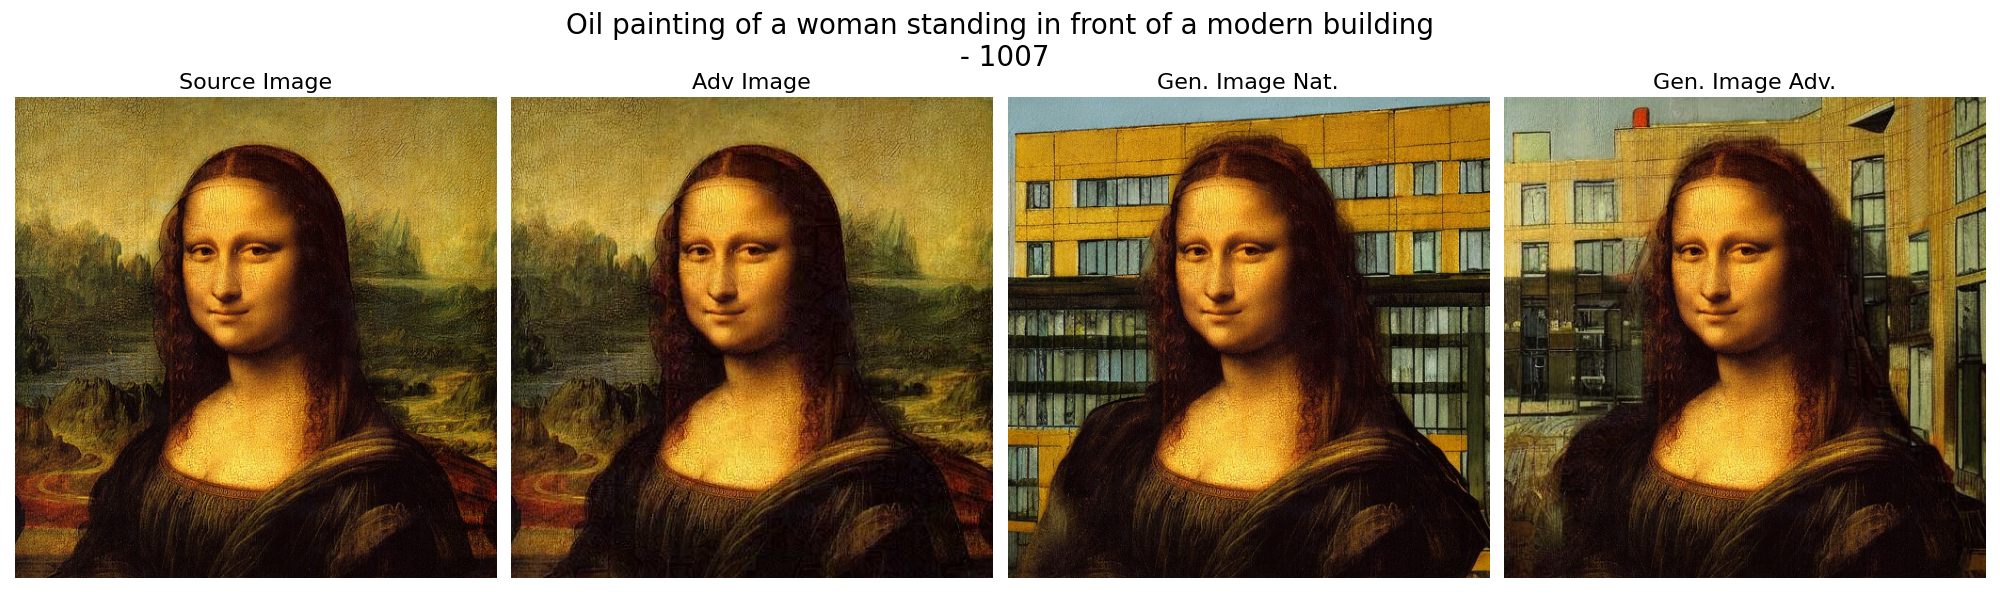 Oil painting of a woman standing in front of a modern building
- 1007
Source Image
Adv Image
Gen. Image Nat.
Gen. Image Adv.